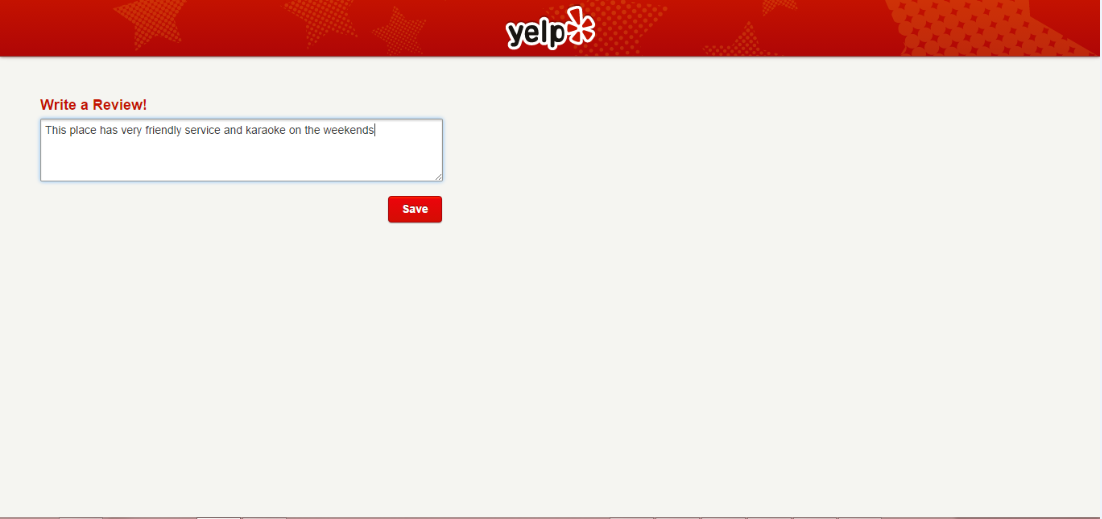 yelp
Write a Review!
This place has very friendly service and karaoke on the weekends
Save